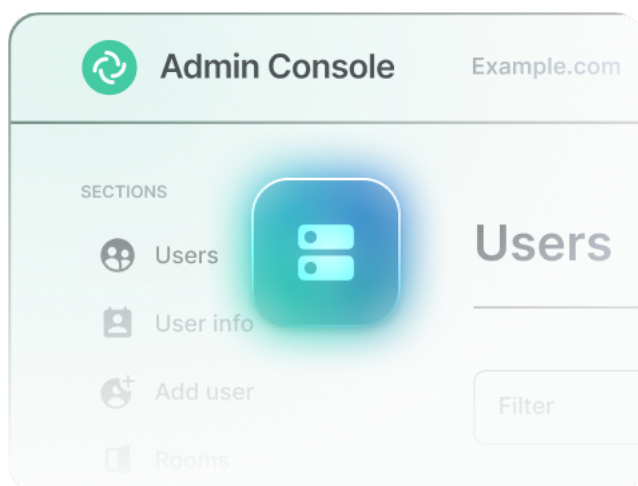 Admin Console
Example.com
SECTIONS
Users
User info
Add user
Rooms
Users
Filter